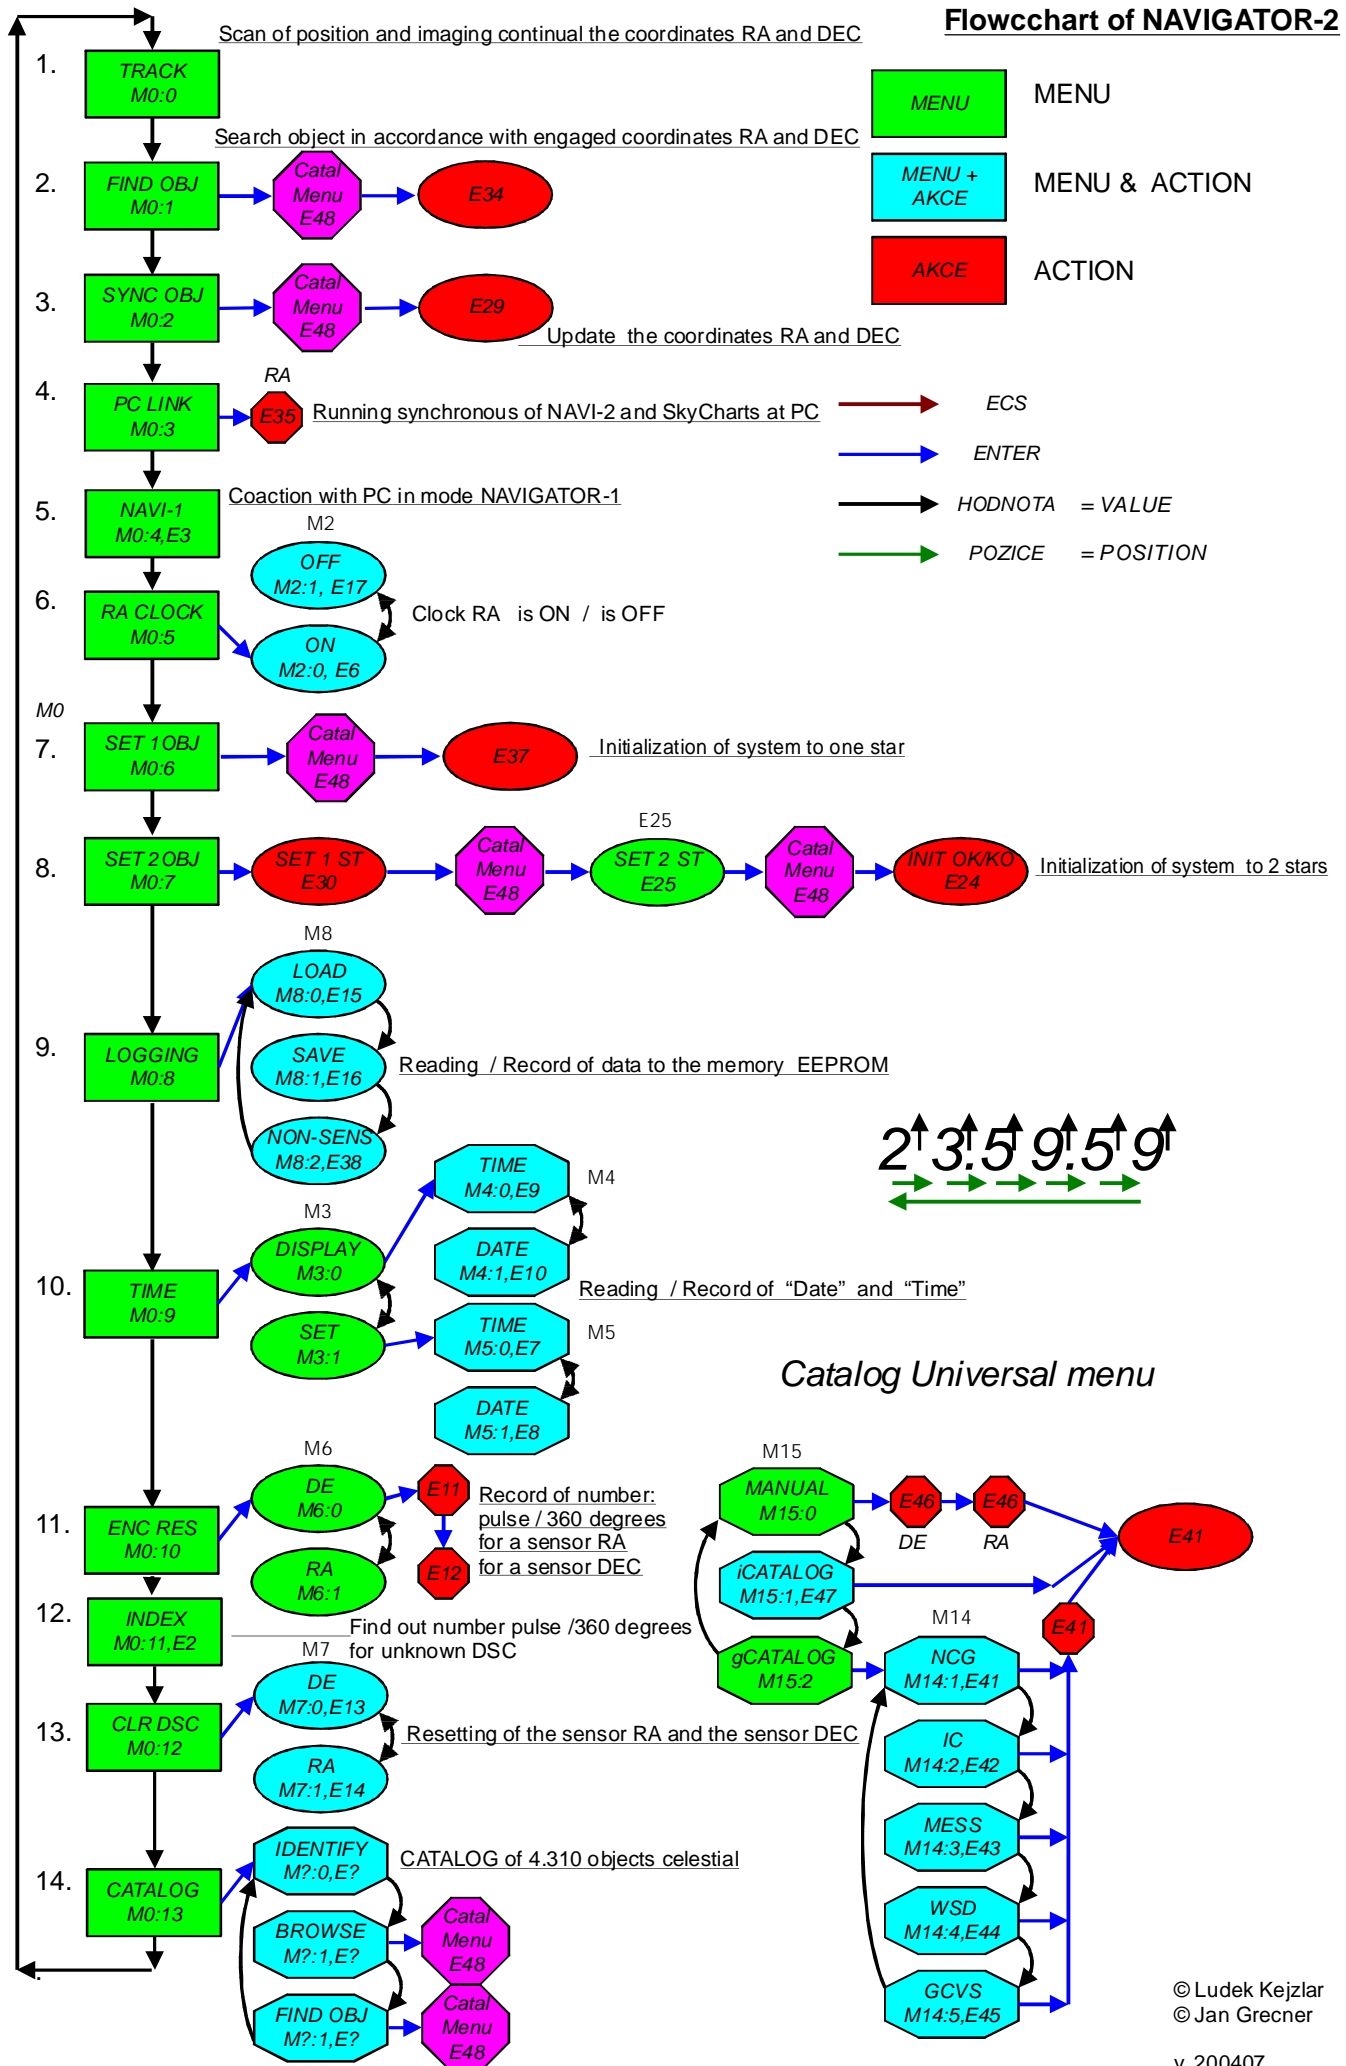 Flowcchart of NAVIGATOR-2
Scan of position and imaging continual the coordinates RA and DEC
1.
TRACK
M0:0
MENU
MENU
Search object in accordance with engaged coordinates RA and DEC
2.
FIND OBJ
M0:1
Catal
Menu
E48
E34
MENU +
AKCE
MENU & ACTION
3.
SYNC OBJ
M0:2
Catal
Menu
E48
E29
AKCE
ACTION
Update the coordinates RA and DEC
4.
PC LINK
M0:3
RA
E35
Running synchronous of NAVI-2 and SkyCharts at PC
ECS
ENTER
HODNOTA = VALUE
POZICE = POSITION
5.
NAVI-1
M0:4,E3
Coaction with PC in mode NAVIGATOR-1
M2
OFF
M2:1, E17
6.
RA CLOCK
M0:5
Clock RA is ON / is OFF
ON
M2:0, E6
M0
7.
SET 1OBJ
M0:6
Catal
Menu
E48
E37
Initialization of system to one star
8.
SET 2OBJ
M0:7
SET 1 ST
E30
Catal
Menu
E48
E25
SET 2 ST
E25
Catal
Menu
E48
INIT OK/KO
E24
Initialization of system to 2 stars
M8
LOAD
M8:0,E15
9.
LOGGING
M0:8
SAVE
M8:1,E16
Reading / Record of data to the memory EEPROM
NON-SENS
M8:2,E38
23.59.59
TIME
M4:0,E9
M4
M3
DISPLAY
M3:0
DATE
M4:1,E10
10.
TIME
M0:9
Reading / Record of “Date” and “Time”
SET
M3:1
TIME
M5:0,E7
M5
DATE
M5:1,E8
Catalog Universal menu
M6
DE
M6:0
E11
Record of number:
pulse / 360 degrees
for a sensor RA
for a sensor DEC
11.
ENC RES
M0:10
RA
M6:1
E12
M15
MANUAL
M15:0
E46
DE
E46
RA
E41
iCATALOG
M15:1,E47
12.
INDEX
M0:11,E2
Find out number pulse /360 degrees
for unknown DSC
gCATALOG
M15:2
M14
E41
NCG
M14:1,E41
M7
DE
M7:0,E13
13.
CLR DSC
M0:12
Resetting of the sensor RA and the sensor DEC
RA
M7:1,E14
IC
M14:2,E42
MESS
M14:3,E43
14.
CATALOG
M0:13
IDENTIFY
M?:0,E?
CATALOG of 4.310 objects celestial
WSD
M14:4,E44
BROWSE
M?:1,E?
Catal
Menu
E48
.
FIND OBJ
M?:1,E?
Catal
Menu
E48
GCVS
M14:5,E45
© Ludek Kejzlar
© Jan Grecner
v. 200407